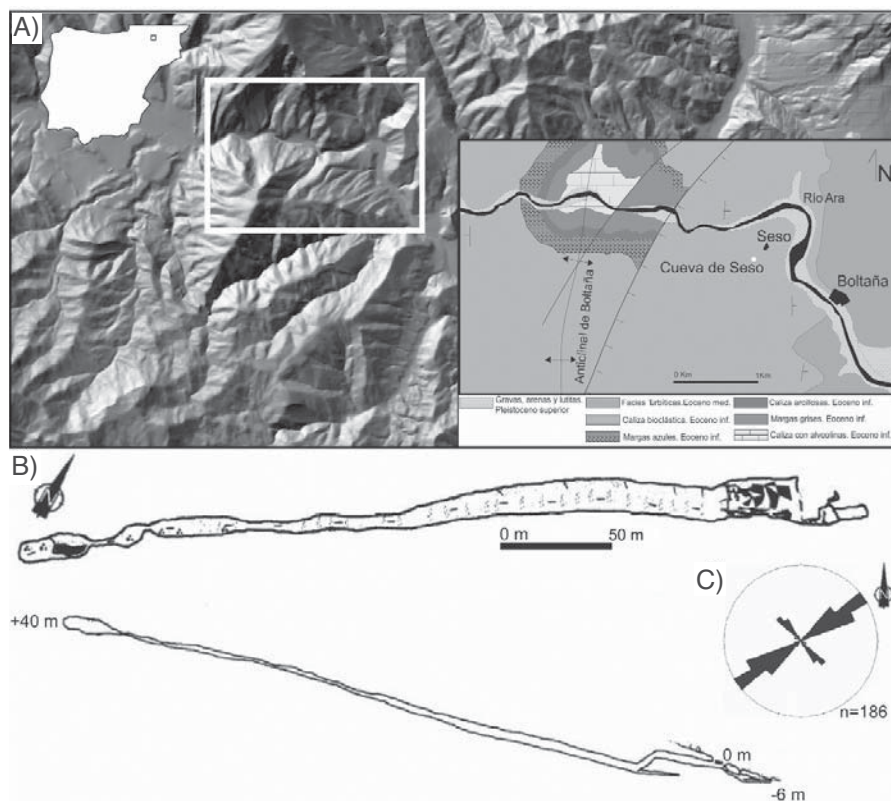 A)
N
Río Ara
Seso
Cueva de Seso
Boltaña
Anticlinal de Boltaña
0 Km
1Km
Gravas, arenas y lutitas.
Pleistoceno superior
Facies Turbíticas. Eoceno med.
Caliza arcillosas. Eoceno inf.
Caliza bioclástica. Eoceno inf.
Margas grises. Eoceno inf.
Margas azules. Eoceno inf.
Caliza con alveolinas. Eoceno inf.
B)
N
0 m
50 m
C)
N
+40 m
n=186
0 m
-6 m